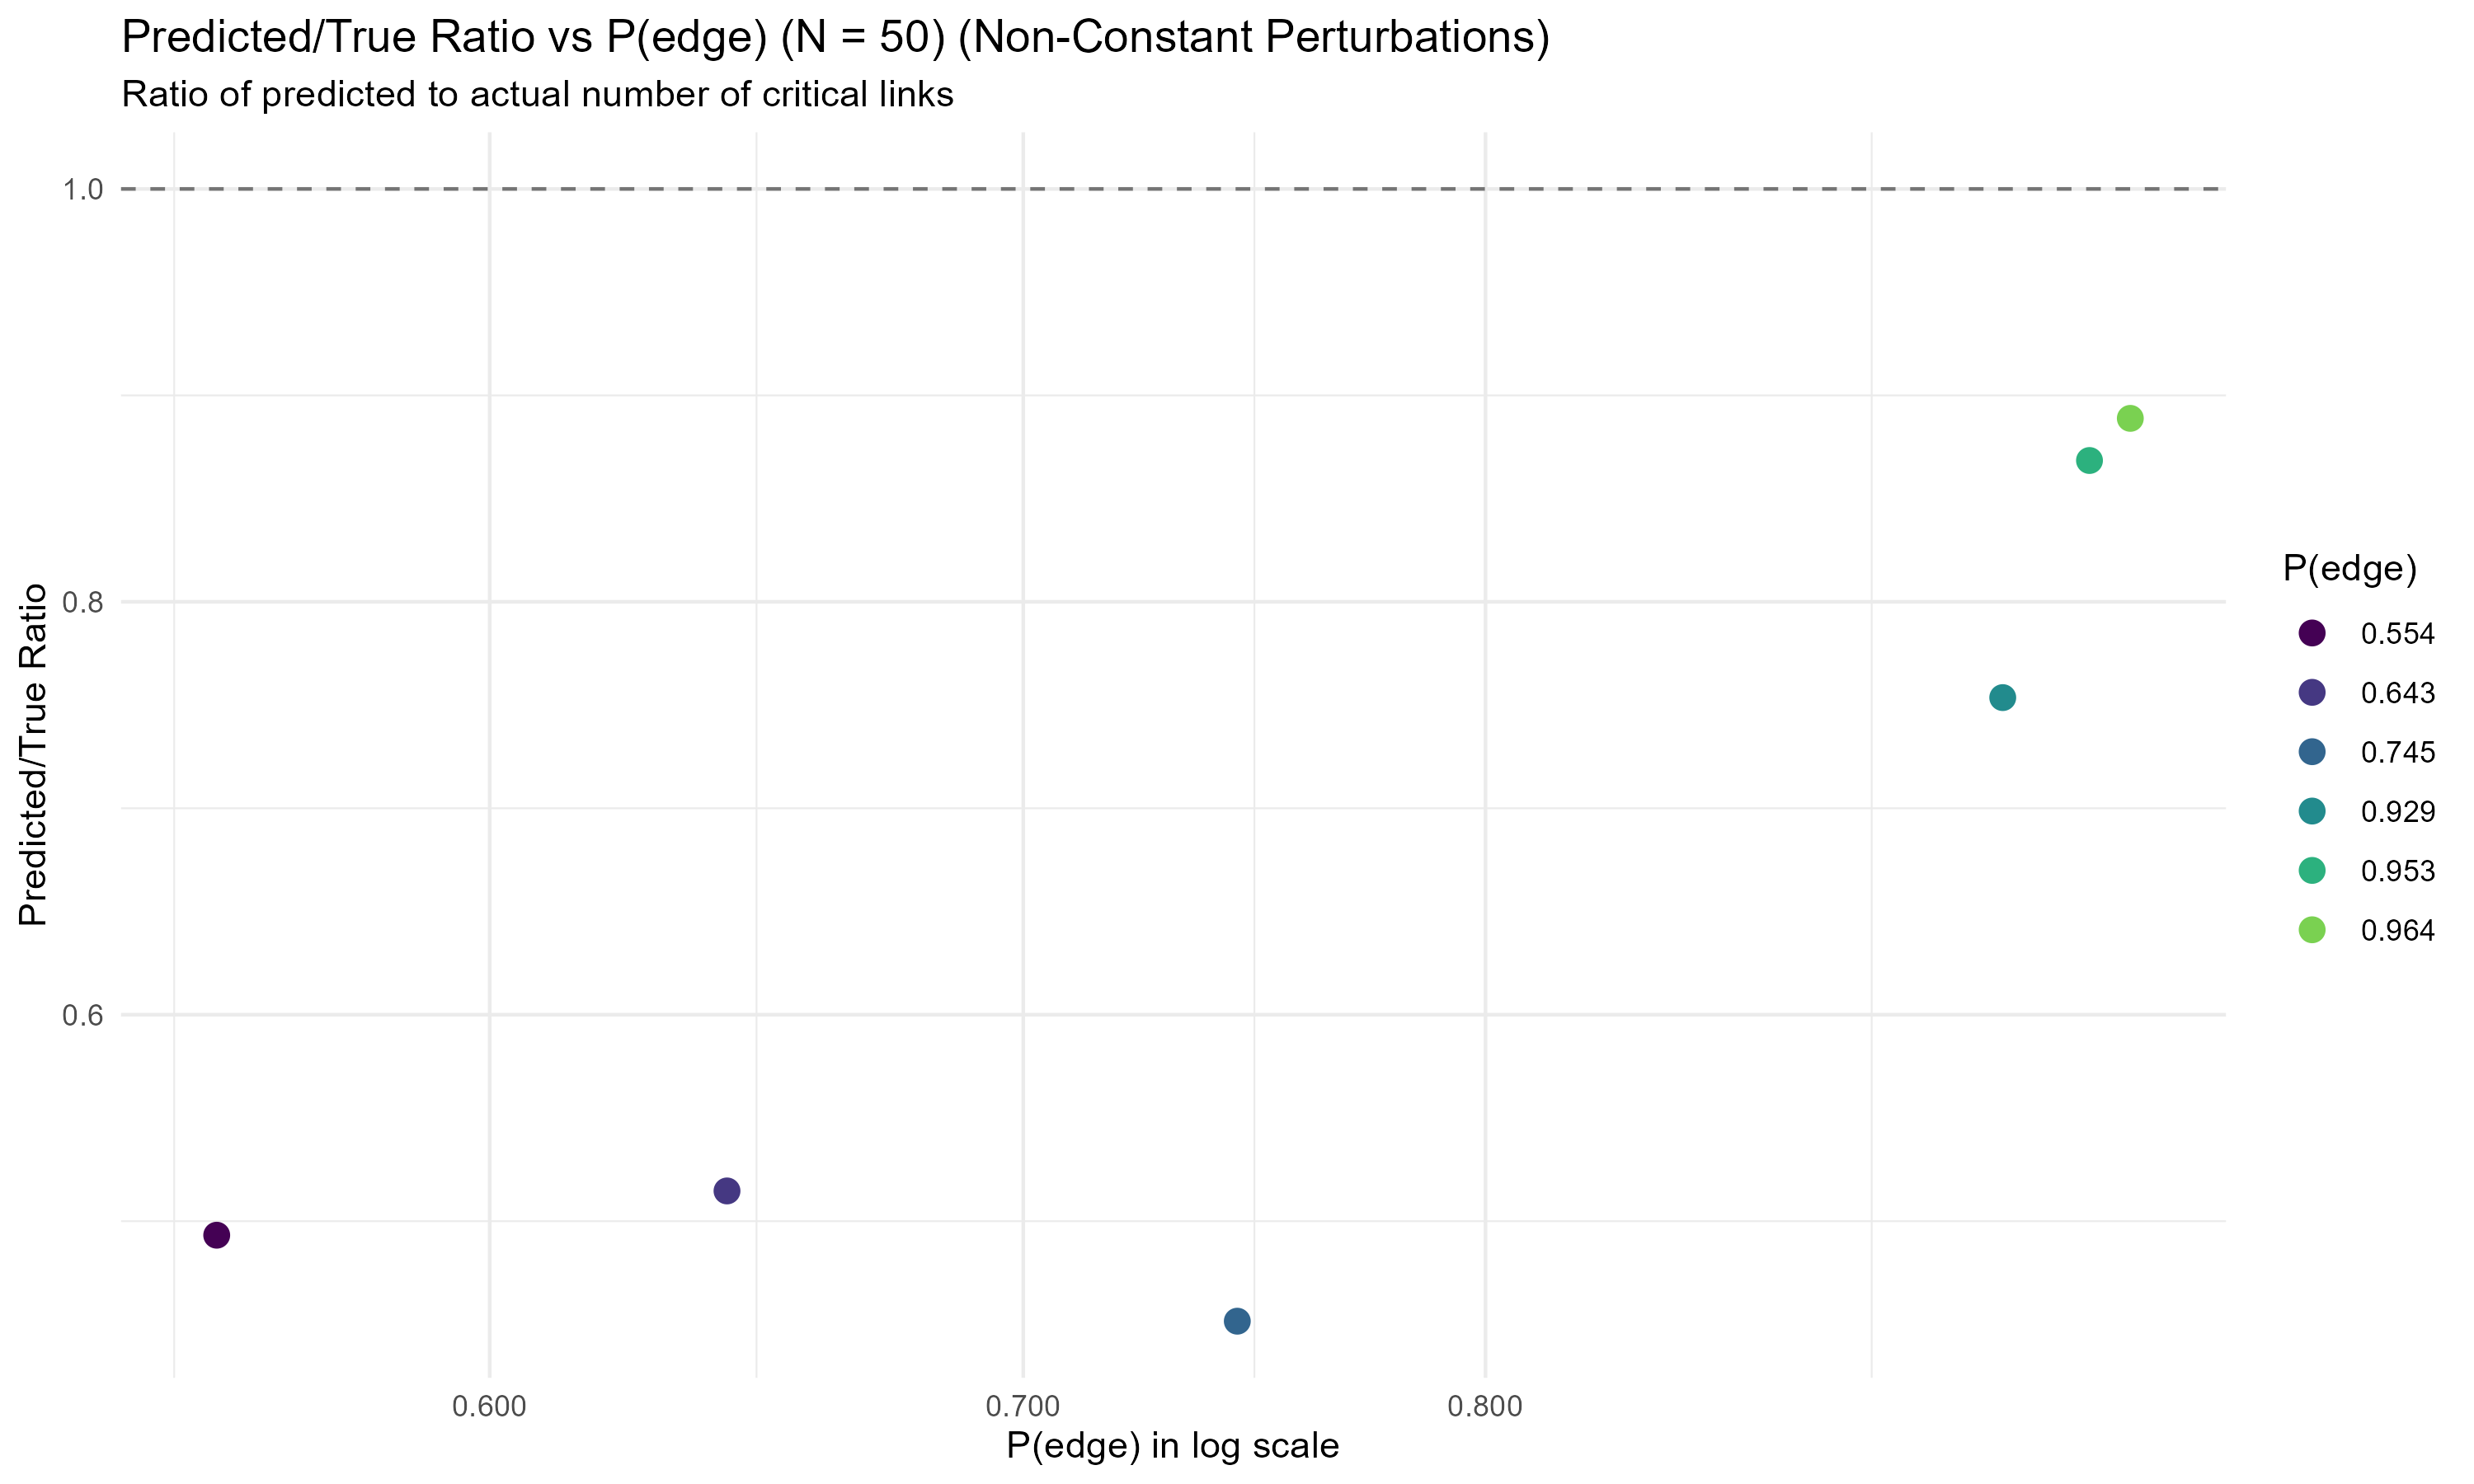 Predicted/True Ratio vs P(edge) (N = 50) (Non-Constant Perturbations)
Ratio of predicted to actual number of critical links
1.0
0.8
0.6
Predicted/True Ratio
0.600
0.700
0.800
P(edge) in log scale
P(edge)
0.554
0.643
0.745
0.929
0.953
0.964